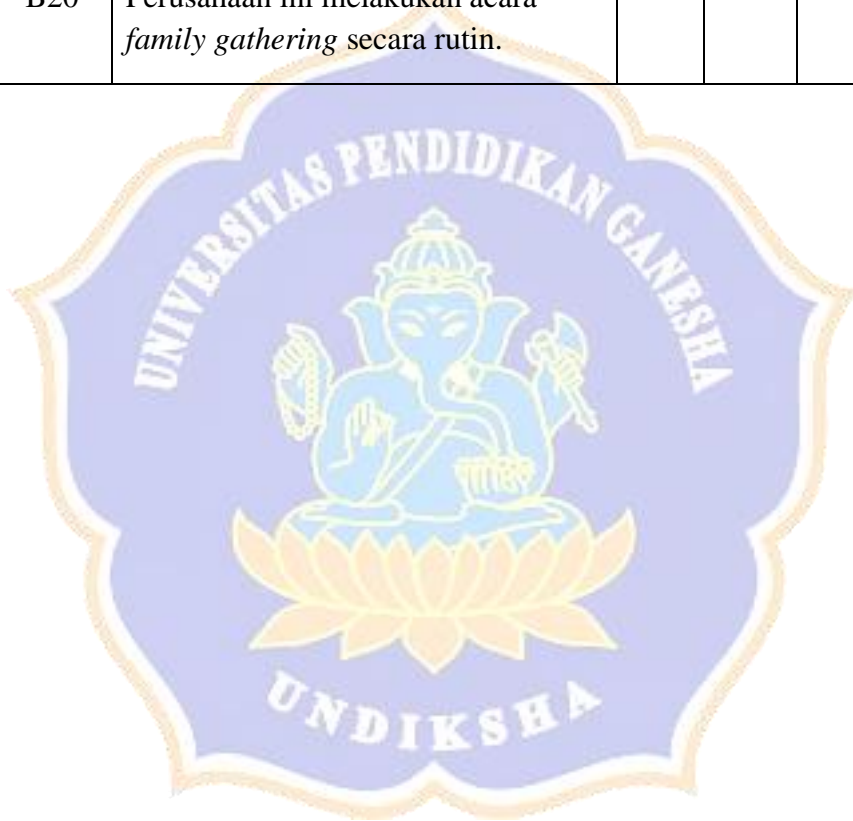 B20 Perusahaan ini melakukan acara
family gathering secara rutin.
UNIVERSITAS PENDIDIKAN GANESHA
UNDIKSHA